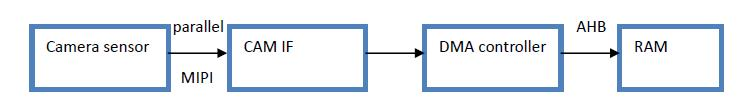 Camera sensor
parallel
MIPI
CAM IF
DMA controller
AHB
RAM